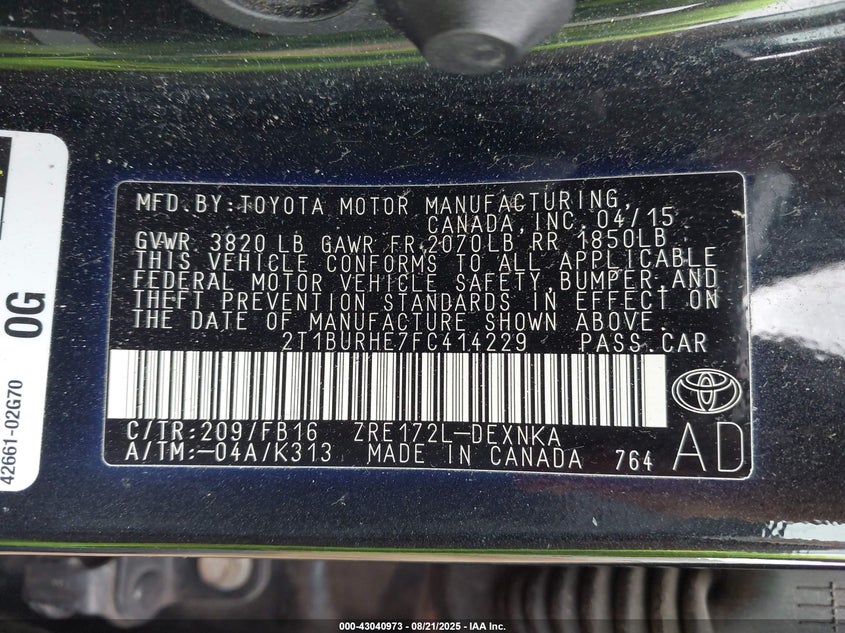 MFD.BY:TOYOTA MOTOR MANUFACTURING,
CANADA,INC. 04/15
GVWR 3820 LB GAWR FR 2070LB RR 1850LB
THIS VEHICLE CONFORMS TO ALL APPLICABLE
FEDERAL MOTOR VEHICLE SAFETY,BUMPER,AND
THEFT PREVENTION STANDARDS IN EFFECT ON
THE DATE OF MANUFACTURE SHOWN ABOVE.
2T1BURHE7FC414229 PASS.CAR
C/TR:209/FB16 ZRE172L-DEXNKA
A/TM:-04A/K313 MADE IN CANADA 764 AD
0G
42661-02G70
000-43040973 - 08/21/2025 - IAA Inc.